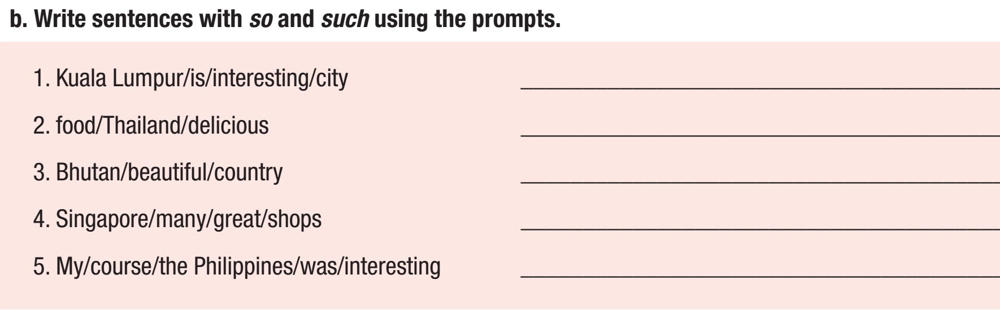 b. Write sentences with so and such using the prompts.
1. Kuala Lumpur/is/interesting/city
2. food/Thailand/delicious
3. Bhutan/beautiful/country
4. Singapore/many/great/shops
5. My/course/the Philippines/was/interesting